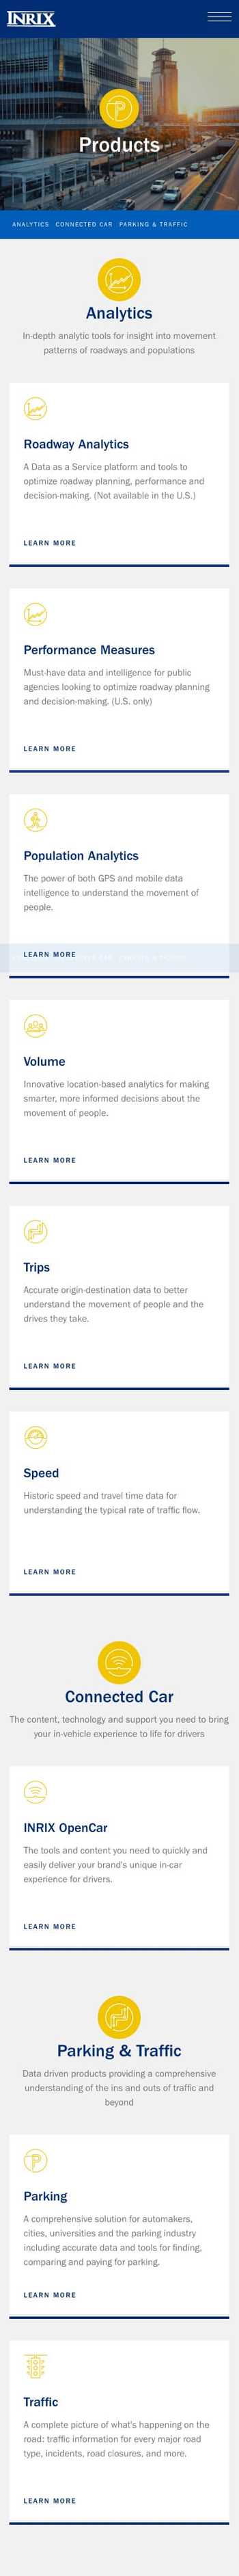 INRIX
Products
ANALYTICS CONNECTED CAR PARKING & TRAFFIC
Analytics
In-depth analytic tools for insight into movement
patterns of roadways and populations
Roadway Analytics
A Data as a Service platform and tools to
optimize roadway planning, performance and
decision-making. (Not available in the U.S.)
LEARN MORE
Performance Measures
Must-have data and intelligence for public
agencies looking to optimize roadway planning
and decision-making. (U.S. only)
LEARN MORE
Population Analytics
The power of both GPS and mobile data
intelligence to understand the movement of
people.
LEARN MORE
Volume
Innovative location-based analytics for making
smarter, more informed decisions about the
movement of people.
LEARN MORE
Trips
Accurate origin-destination data to better
understand the movement of people and the
drives they take.
LEARN MORE
Speed
Historic speed and travel time data for
understanding the typical rate of traffic flow.
LEARN MORE
Connected Car
The content, technology and support you need to bring
your in-vehicle experience to life for drivers
INRIX OpenCar
The tools and content you need to quickly and
easily deliver your brand's unique in-car
experience for drivers.
LEARN MORE
Parking & Traffic
Data driven products providing a comprehensive
understanding of the ins and outs of traffic and
beyond
Parking
A comprehensive solution for automakers,
cities, universities and the parking industry
including accurate data and tools for finding,
comparing and paying for parking.
LEARN MORE
Traffic
A complete picture of what's happening on the
road: traffic information for every major road
type, incidents, road closures, and more.
LEARN MORE